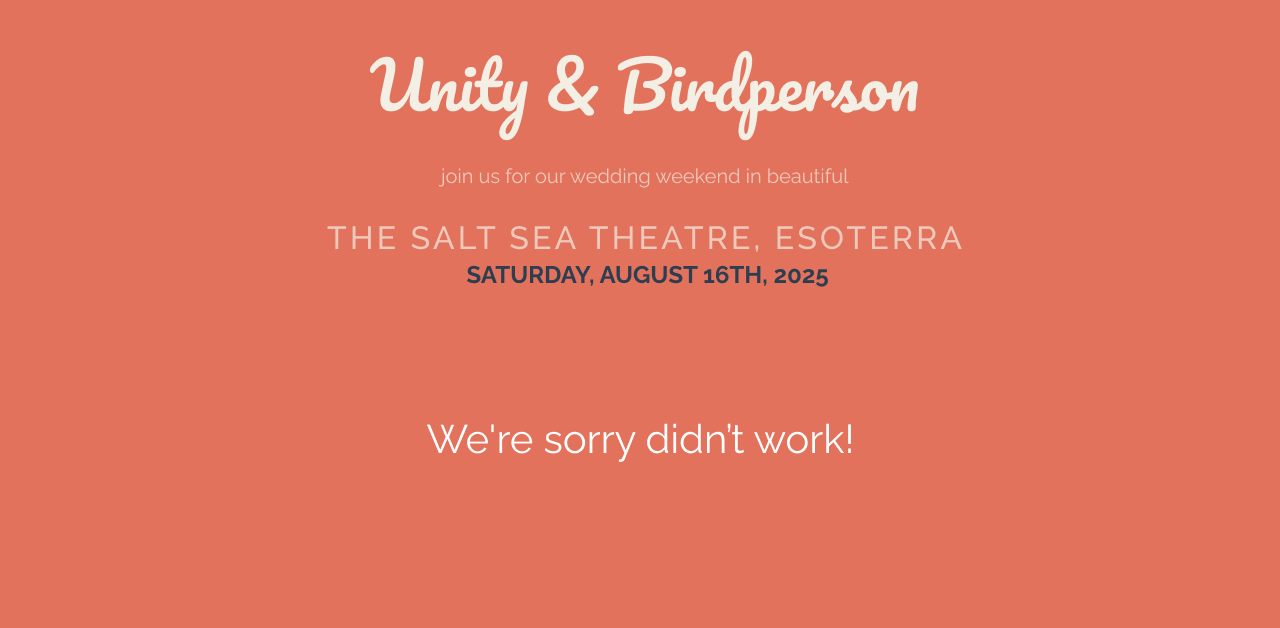 Unity & Birdperson
join us for our wedding weekend in beautiful
THE SALT SEA THEATRE, ESOTERRA
SATURDAY, AUGUST 16TH, 2025
We're sorry didn’t work!